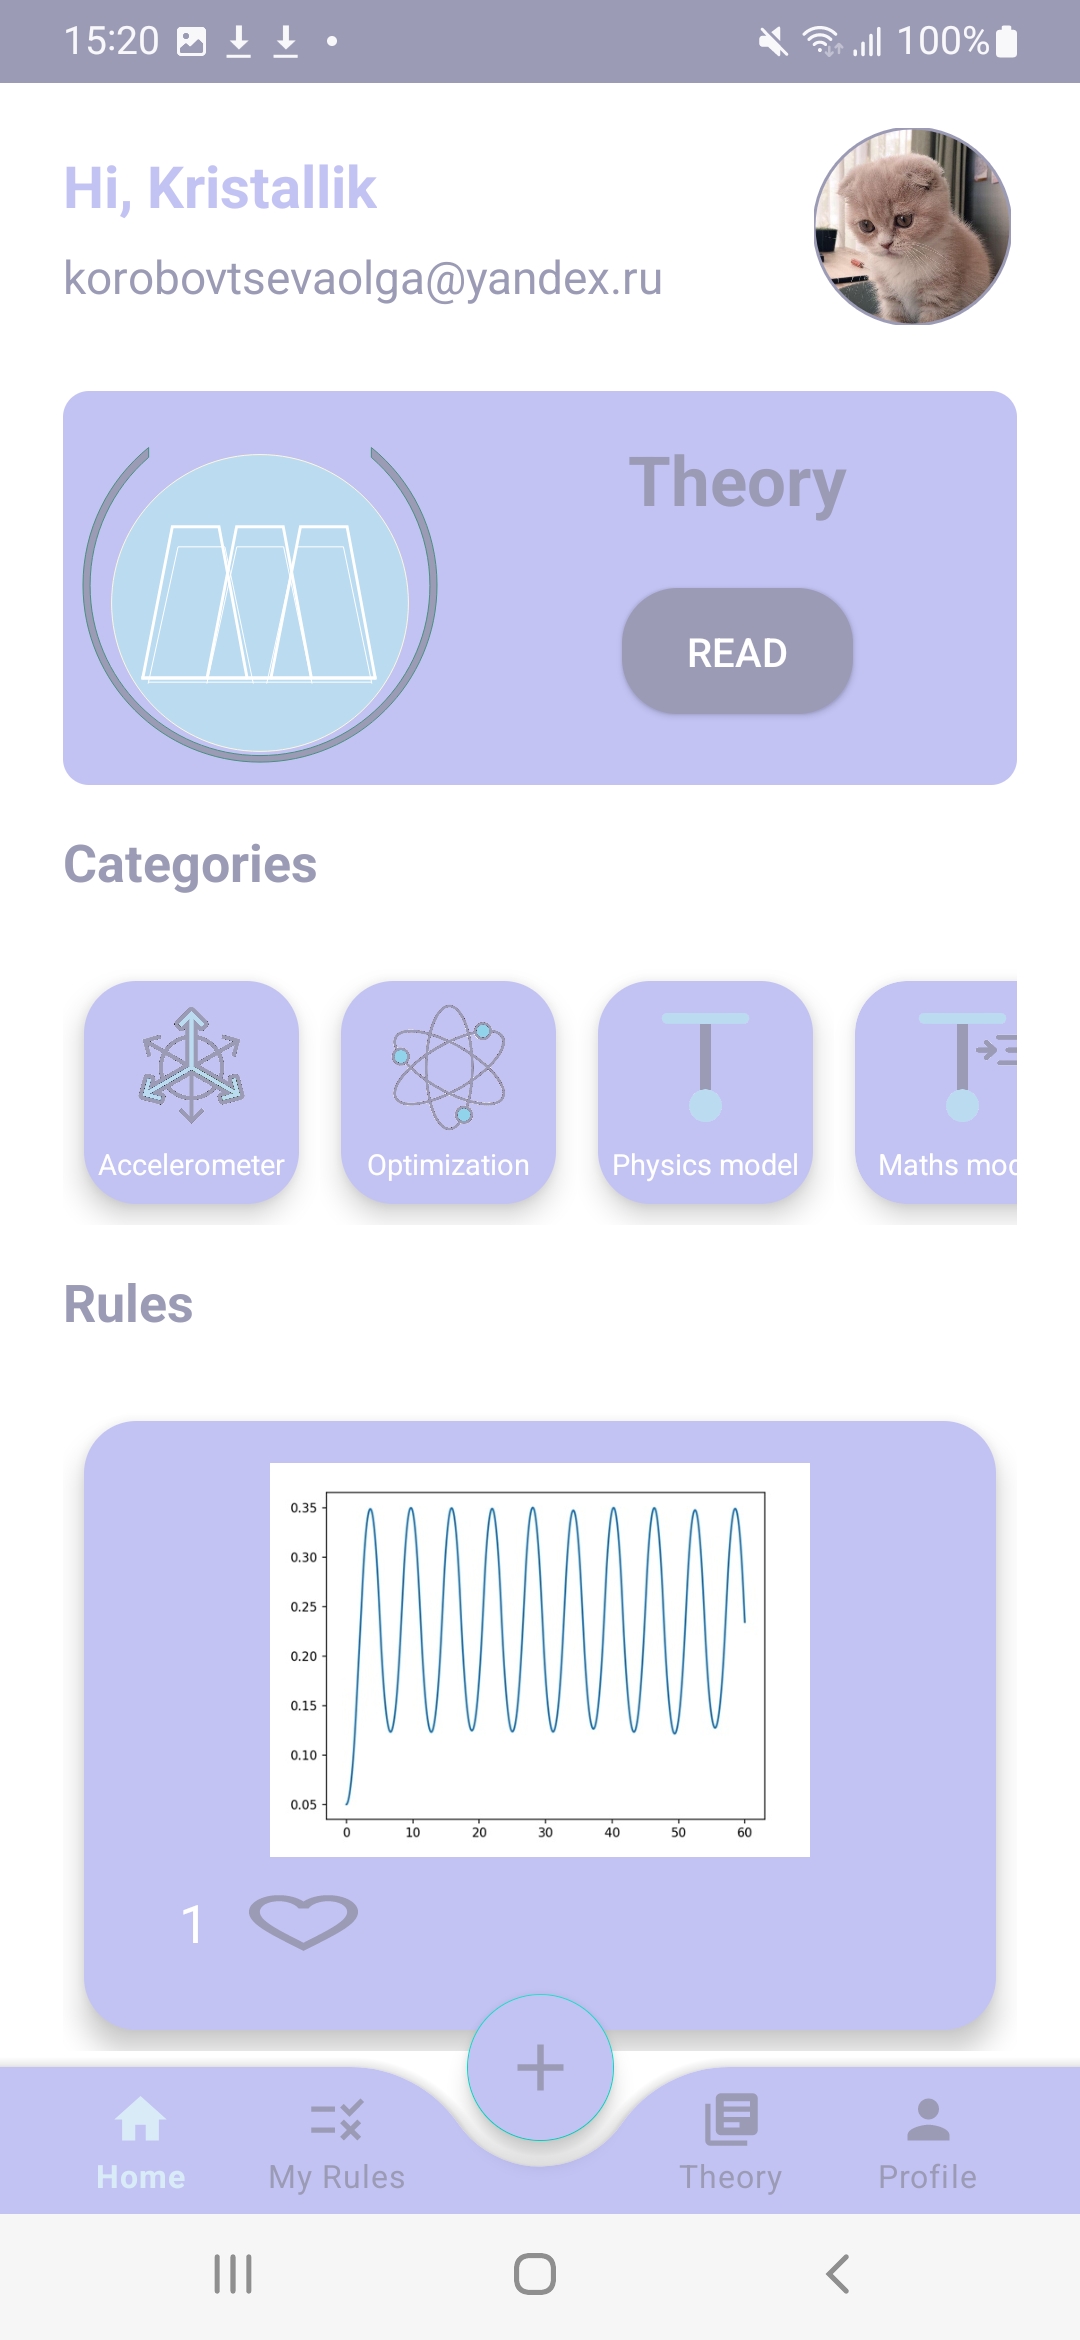 15:20
100%
Hi, Kristallik
korobovtsevaolga@yandex.ru
Theory
READ
Categories
Accelerometer
Optimization
Physics model
Maths mod
Rules
0.35
0.30
0.25
0.20
0.15
0.10
0.05
0 10 20 30 40 50 60
1
Home
My Rules
Theory
Profile